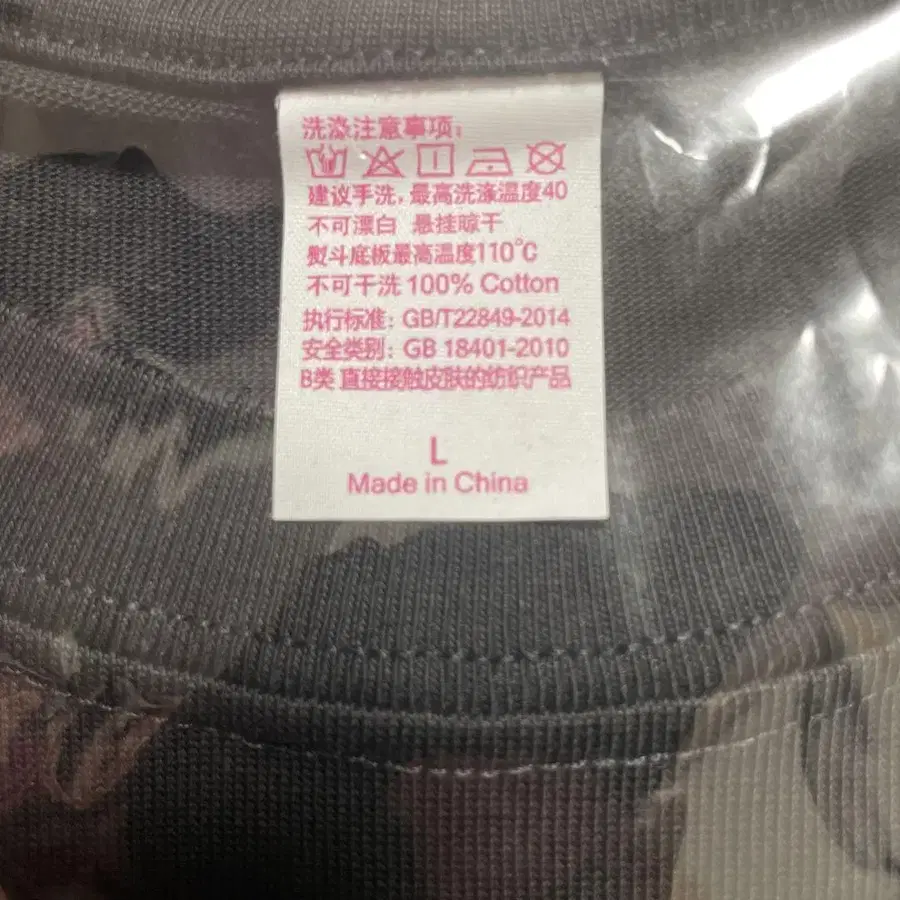 洗涤注意事项:
建议手洗,最高洗涤温度40
不可漂白 悬挂晾干
熨斗底板最高温度110℃
不可干洗 100% Cotton
执行标准: GB/T22849-2014
安全类别: GB 18401-2010
B类 直接接触皮肤的纺织产品
L
Made in China